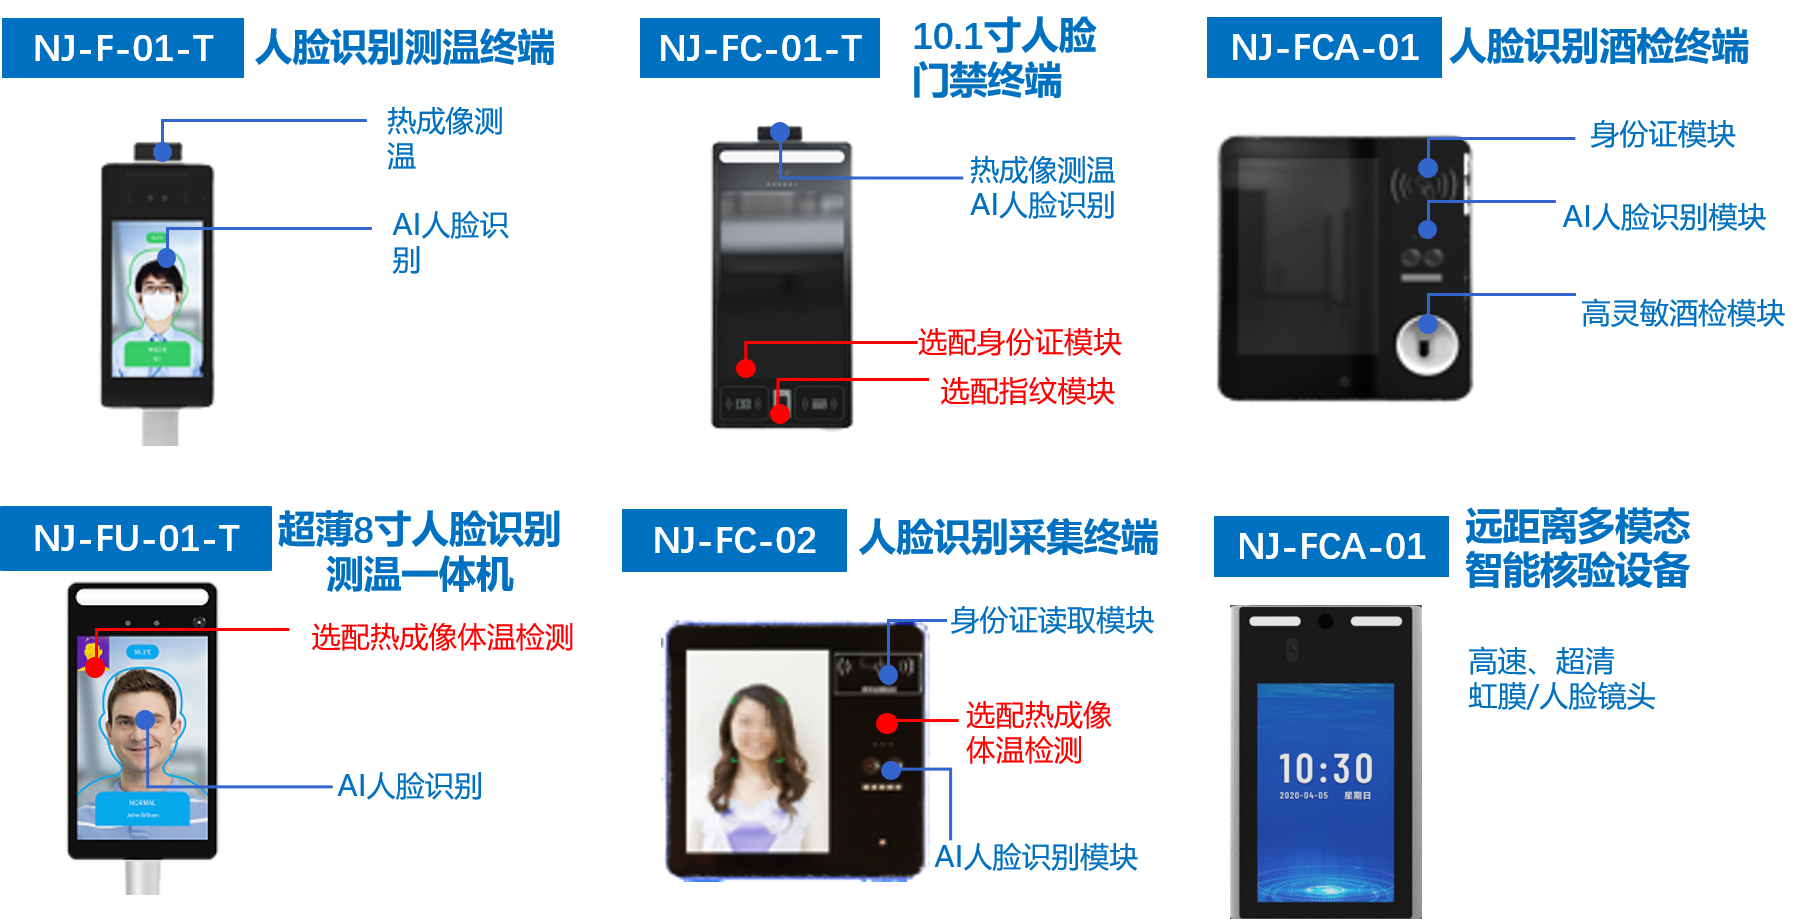 NJ-F-01-T
人脸识别测温终端
热成像测
温
AI人脸识
别
NJ-FC-01-T
10.1寸人脸
门禁终端
热成像测温
AI人脸识别
选配身份证模块
选配指纹模块
NJ-FCA-01
人脸识别酒检终端
身份证模块
AI人脸识别模块
高灵敏酒检模块
NJ-FU-01-T
超薄8寸人脸识别
测温一体机
选配热成像体温检测
AI人脸识别
NORMAL
John Wilson
NJ-FC-02
人脸识别采集终端
身份证读取模块
选配热成像
体温检测
AI人脸识别模块
NJ-FCA-01
远距离多模态
智能核验设备
高速、超清
虹膜/人脸镜头
10:30
2020-04-05 星期日